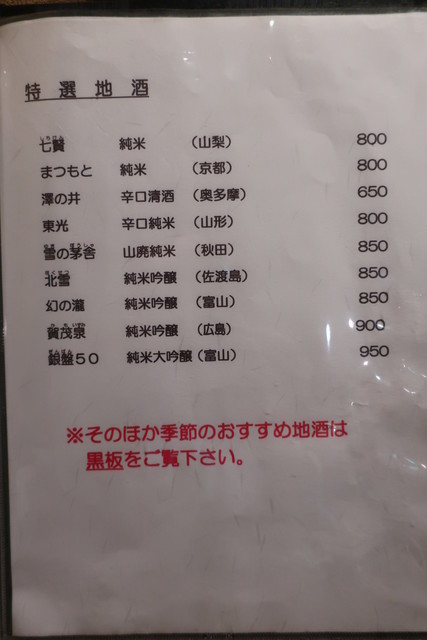 特選地酒
七賢 純米 （山梨） 800
まつもと 純米 （京都） 800
澤の井 辛口清酒 （奥多摩） 650
東光 辛口純米 （山形） 800
雪の茅舎 山廃純米 （秋田） 850
北雪 純米吟醸 （佐渡島） 850
幻の瀧 純米吟醸 （富山） 850
賀茂泉 純米吟醸 （広島） 900
銀盤５０ 純米大吟醸（富山） 950
※そのほか季節のおすすめ地酒は
黒板をご覧下さい。